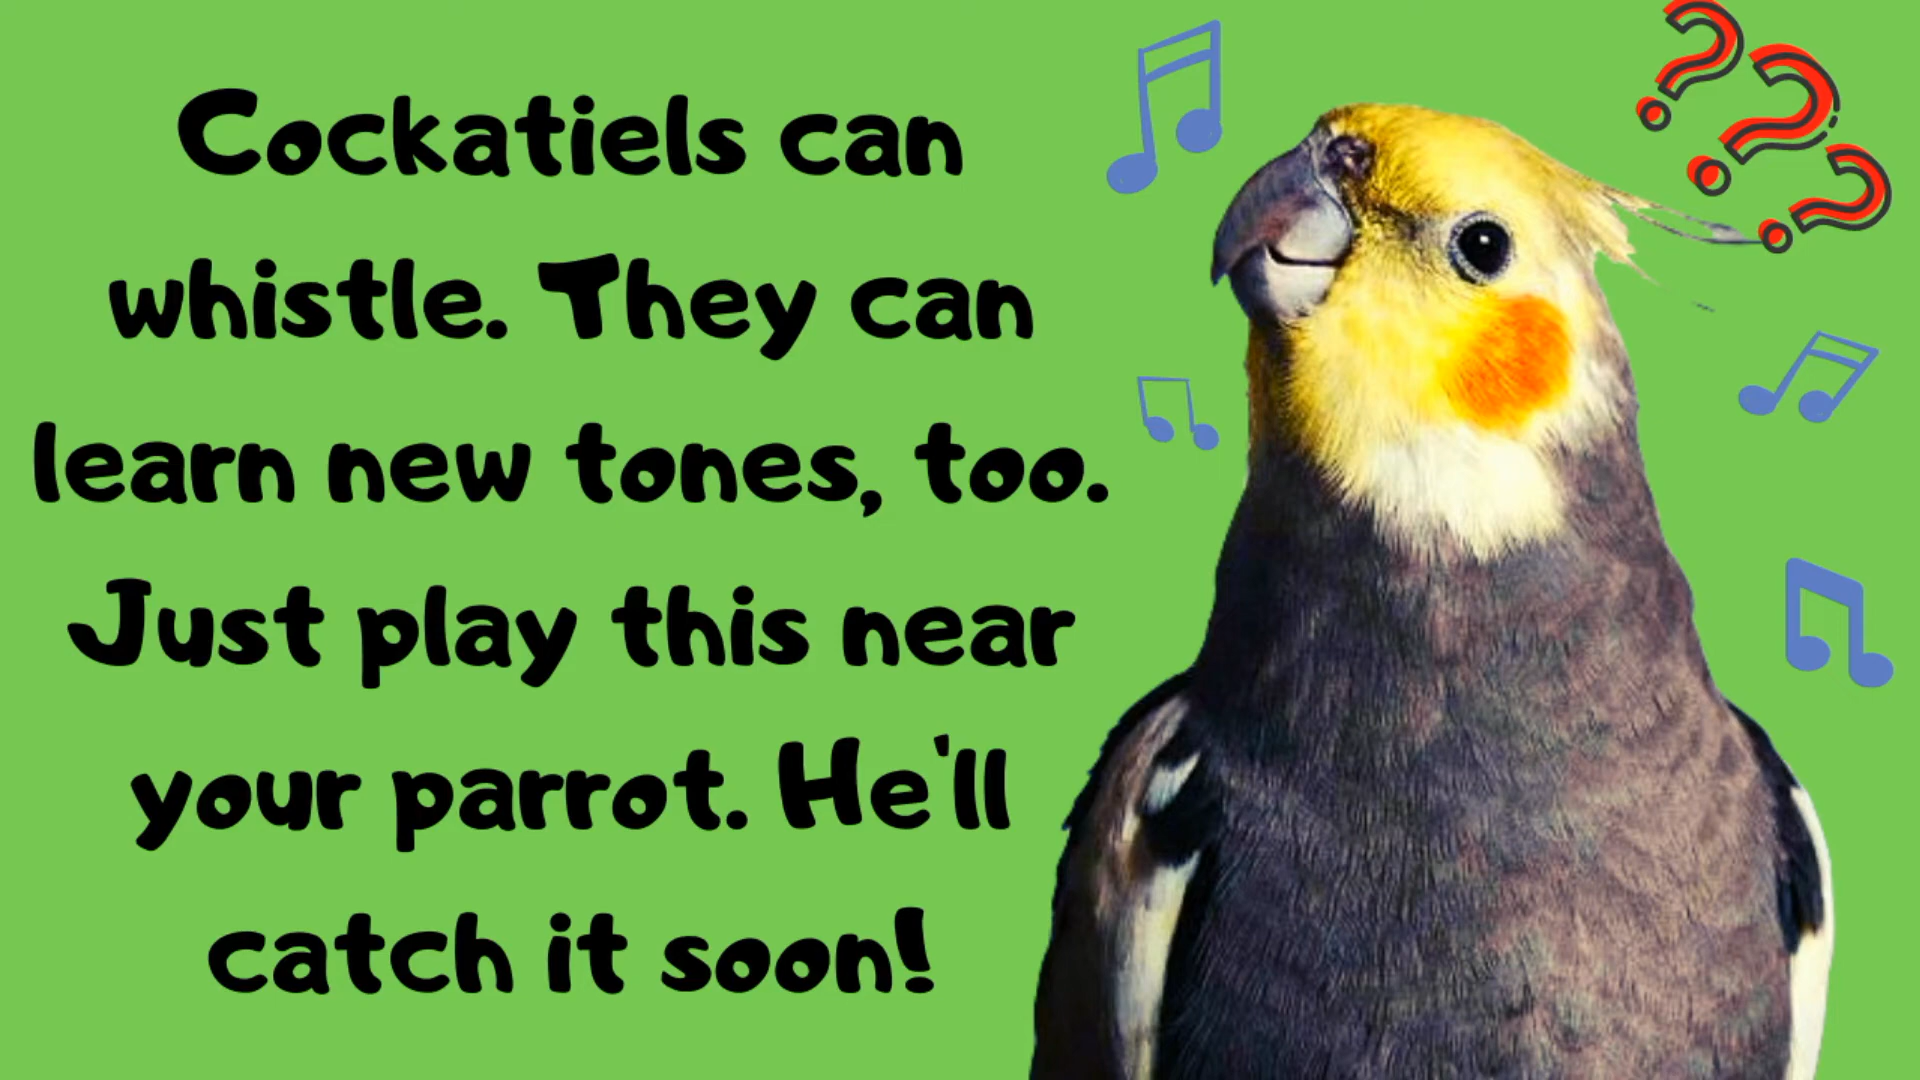 Cockatiels can
whistle. They can
learn new tones, too.
Just play this near
your parrot. He'll
catch it soon!
???